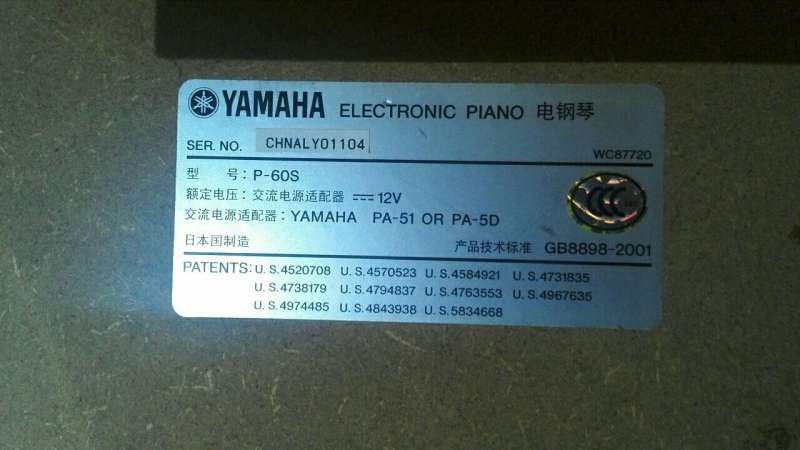 YAMAHA ELECTRONIC PIANO 电钢琴
SER. NO. CHNALY01104
WC87720
型 号: P-60S
额定电压: 交流电源适配器 ⎓ 12V
交流电源适配器: YAMAHA PA-51 OR PA-5D
CCC
日本国制造 产品技术标准 GB8898-2001
PATENTS: U.S.4520708 U.S.4570523 U.S.4584921 U.S.4731835
U.S.4738179 U.S.4794837 U.S.4763553 U.S.4967635
U.S.4974485 U.S.4843938 U.S.5834668